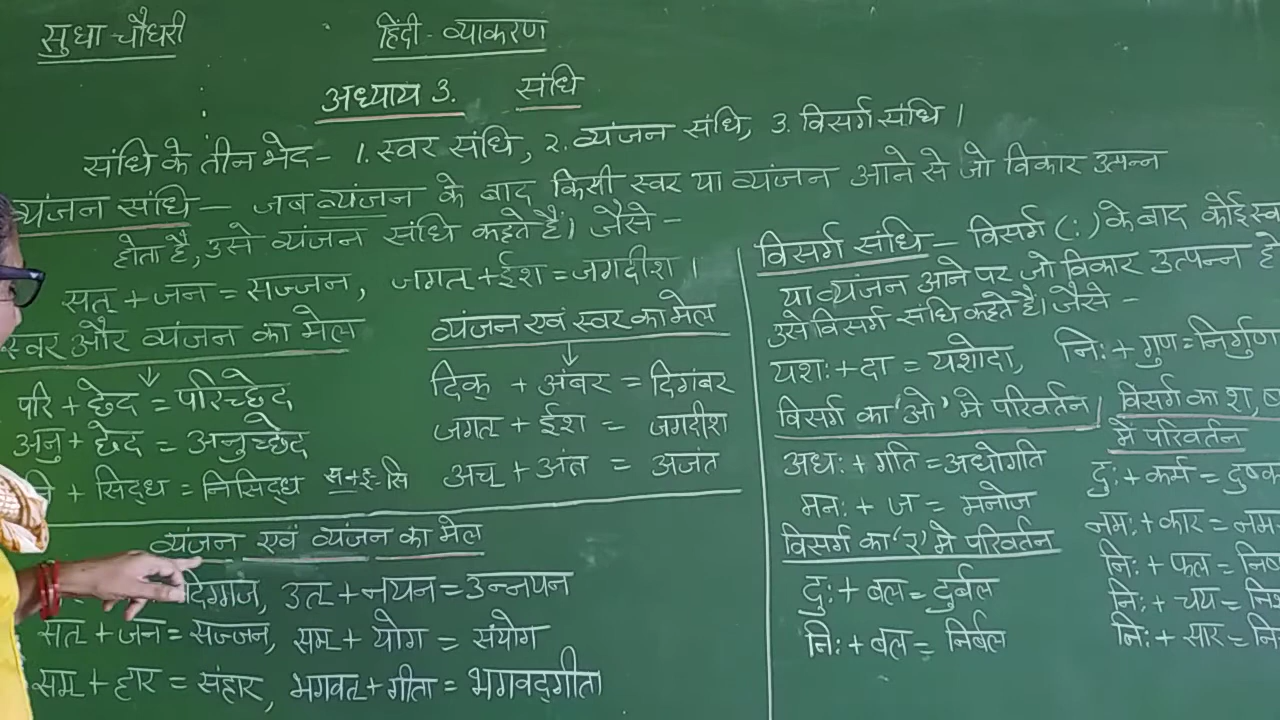 सुधा चौधरी
हिंदी - व्याकरण
अध्याय 3. संधि
संधि के तीन भेद - 1. स्वर संधि, 2. व्यंजन संधि, 3. विसर्ग संधि ।
व्यंजन संधि - जब व्यंजन के बाद किसी स्वर या व्यंजन आने से जो विकार उत्पन्न
होता है, उसे व्यंजन संधि कहते हैं। जैसे -
सत् + जन = सज्जन, जगत् + ईश = जगदीश ।
स्वर और व्यंजन का मेल
परि + छेद = परिच्छेद,
अनु + छेद = अनुच्छेद
नि + सिद्ध = निसिद्ध स+इ=सि
व्यंजन एवं स्वर का मेल
दिक् + अंबर = दिगंबर
जगत् + ईश = जगदीश
अच् + अंत = अजंत
व्यंजन एवं व्यंजन का मेल
दिग्गज, उत् + नयन = उन्नयन
सत् + जन = सज्जन, सम् + योग = संयोग
सम् + हार = संहार, भगवत् + गीता = भगवद्गीता
विसर्ग संधि - विसर्ग (:) के बाद कोई स्व
या व्यंजन आने पर जो विकार उत्पन्न हो
उसे विसर्ग संधि कहते हैं। जैसे -
यशः + दा = यशोदा, निः + गुण = निर्गुण
विसर्ग का 'ओ' में परिवर्तन
अधः + गति = अधोगति
मनः + ज = मनोज
विसर्ग का 'र्' में परिवर्तन
दुः + बल = दुर्बल
निः + बल = निर्बल
विसर्ग का श, ष
में परिवर्तन
दुः + कर्म = दुष्क
नमः + कार = नम
निः + फल = निष
निः + चय = निश
निः + सार = नि